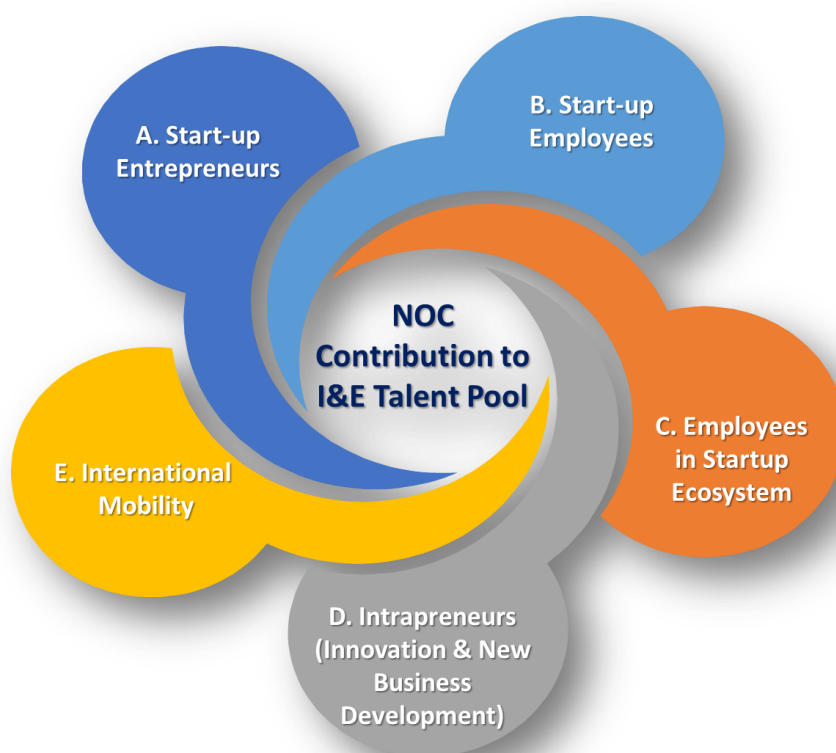 A. Start-up
Entrepreneurs
B. Start-up
Employees
NOC
Contribution to
I&E Talent Pool
C. Employees
in Startup
Ecosystem
E. International
Mobility
D. Intrapreneurs
(Innovation & New
Business
Development)